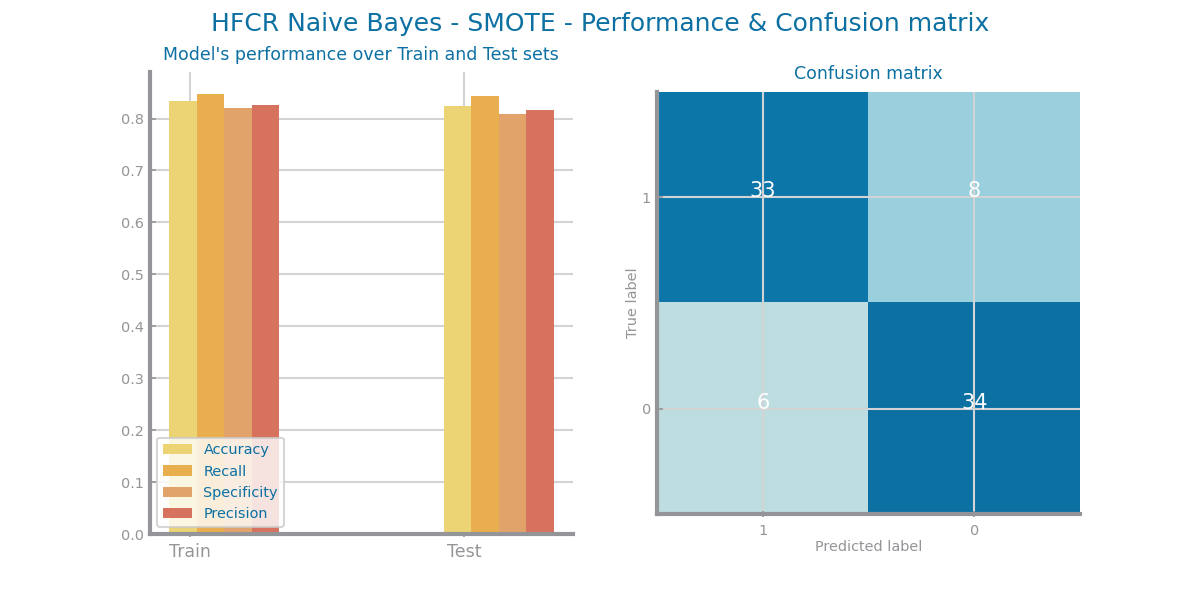 HFCR Naive Bayes - SMOTE - Performance & Confusion matrix
Model's performance over Train and Test sets
0.8
0.7
0.6
0.5
0.4
0.3
0.2
0.1
0.0
Accuracy
Recall
Specificity
Precision
Train Test
Confusion matrix
True label
1
0
33 8
6 34
1 0
Predicted label